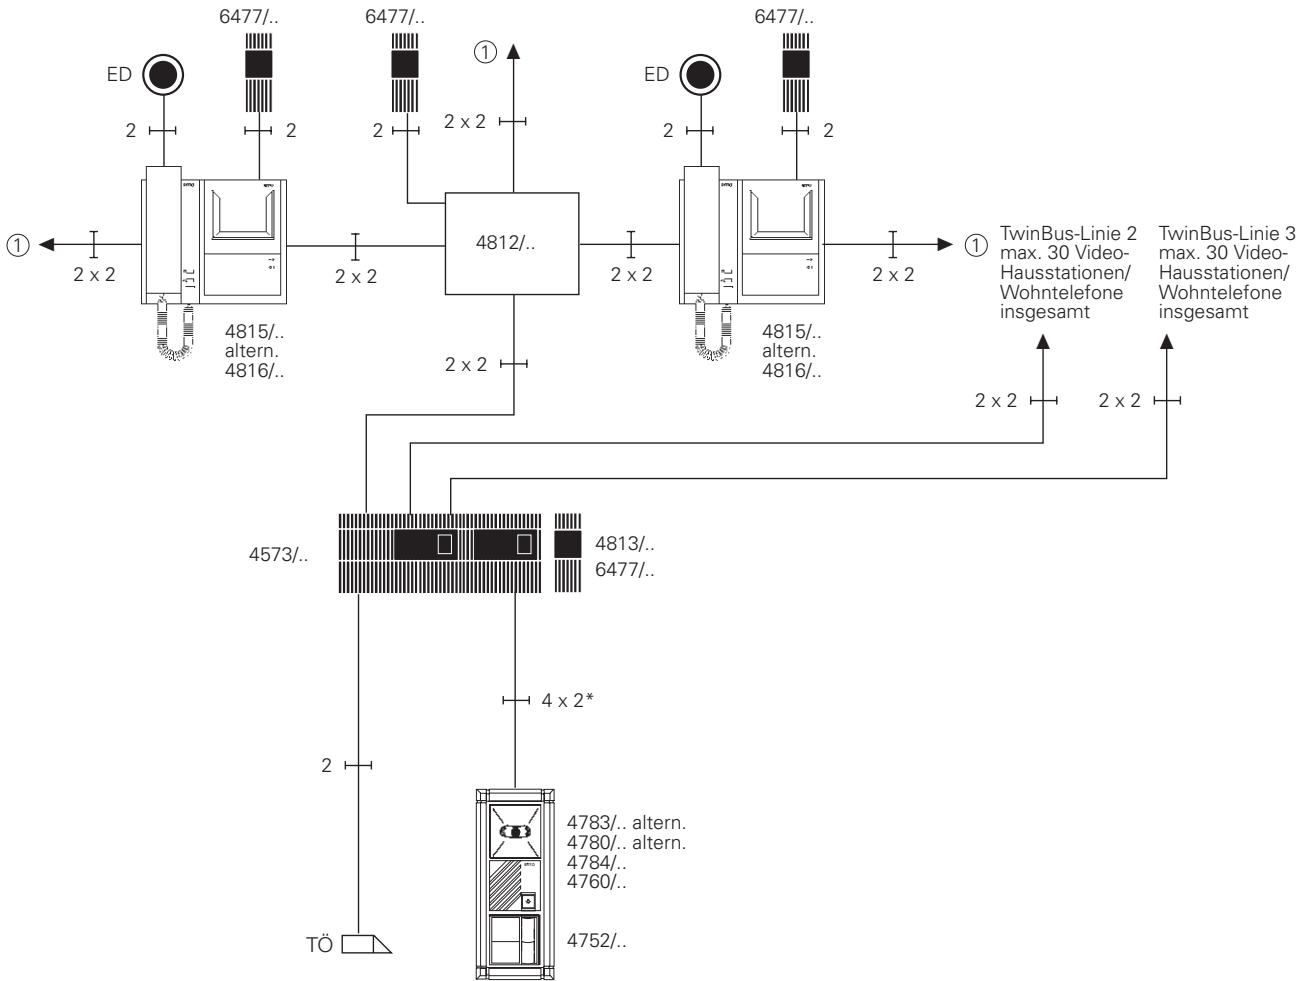 6477/..
6477/..
6477/..
1
ED
ED
2
2
2
2 x 2
2
2
1
2 x 2
2 x 2
4812/..
2 x 2
2 x 2
1
TwinBus-Linie 2
max. 30 Video-
Hausstationen/
Wohntelefone
insgesamt
TwinBus-Linie 3
max. 30 Video-
Hausstationen/
Wohntelefone
insgesamt
4815/..
altern.
4816/..
4815/..
altern.
4816/..
2 x 2
2 x 2
2 x 2
4573/..
4813/..
6477/..
4 x 2*
2
4783/.. altern.
4780/.. altern.
4784/..
4760/..
4752/..
TÖ